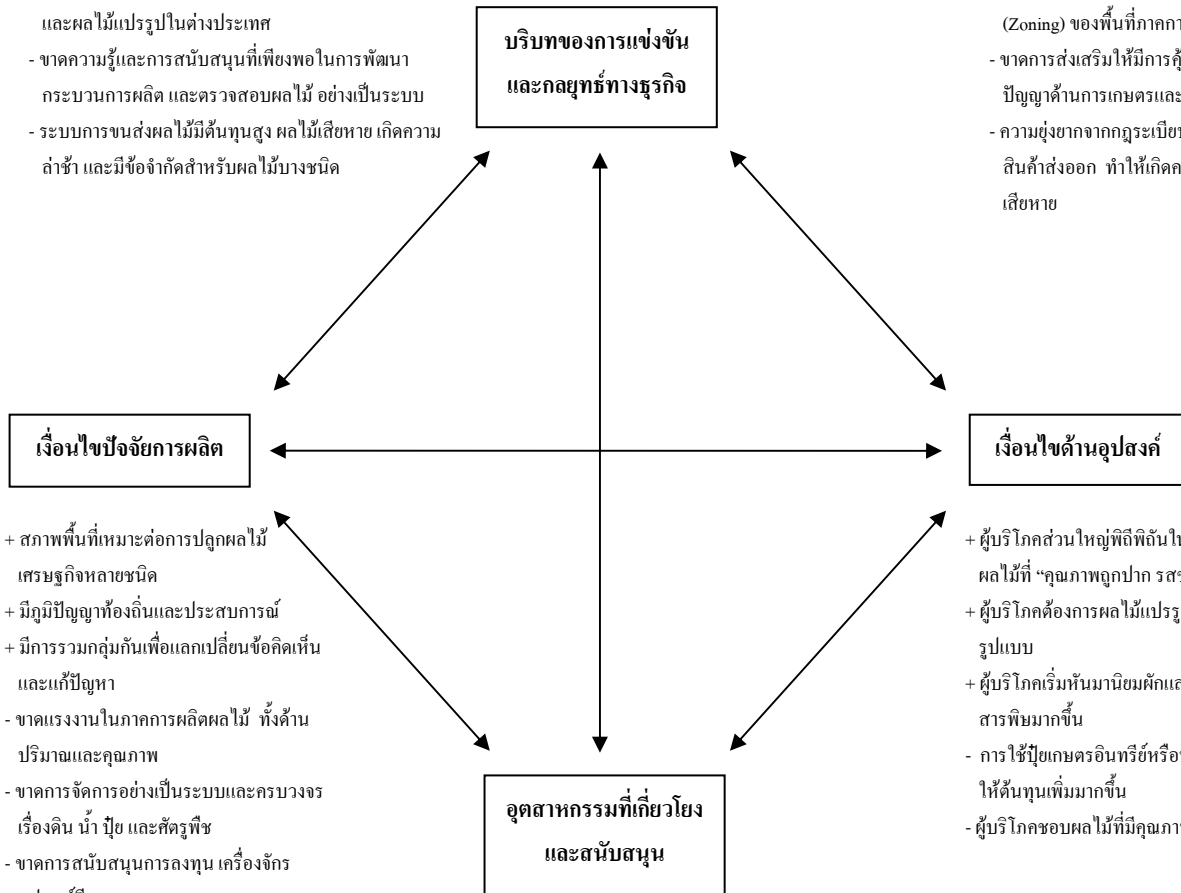 และผลไม้แปรรูปในต่างประเทศ
- ขาดความรู้และการสนับสนุนที่เพียงพอในการพัฒนา
กระบวนการผลิต และตรวจสอบผลไม้ อย่างเป็นระบบ
- ระบบการขนส่งผลไม้มีต้นทุนสูง ผลไม้เสียหาย เกิดความ
ล่าช้า และมีข้อจำกัดสำหรับผลไม้บางชนิด
บริบทของการแข่งขัน
และกลยุทธ์ทางธุรกิจ
(Zoning) ของพื้นที่ภาคกา
- ขาดการส่งเสริมให้มีการคุ้
ปัญญาด้านการเกษตรและ
- ความยุ่งยากจากกฎระเบีย
สินค้าส่งออก ทำให้เกิดค
เสียหาย
เงื่อนไขปัจจัยการผลิต
เงื่อนไขด้านอุปสงค์
+ สภาพพื้นที่เหมาะต่อการปลูกผลไม้
เศรษฐกิจหลายชนิด
+ มีภูมิปัญญาท้องถิ่นและประสบการณ์
+ มีการรวมกลุ่มกันเพื่อแลกเปลี่ยนข้อคิดเห็น
และแก้ปัญหา
- ขาดแรงงานในภาคการผลิตผลไม้ ทั้งด้าน
ปริมาณและคุณภาพ
- ขาดการจัดการอย่างเป็นระบบและครบวงจร
เรื่องดิน น้ำ ปุ๋ย และศัตรูพืช
- ขาดการสนับสนุนการลงทุน เครื่องจักร
+ ผู้บริโภคส่วนใหญ่พิถีพิถันใน
ผลไม้ที่ “คุณภาพถูกปาก รสช
+ ผู้บริโภคต้องการผลไม้แปรรู
รูปแบบ
+ ผู้บริโภคเริ่มหันมานิยมผักและ
สารพิษมากขึ้น
- การใช้ปุ๋ยเกษตรอินทรีย์หรือ
ให้ต้นทุนเพิ่มมากขึ้น
- ผู้บริโภคชอบผลไม้ที่มีคุณภา
อุตสาหกรรมที่เกี่ยวโยง
และสนับสนุน